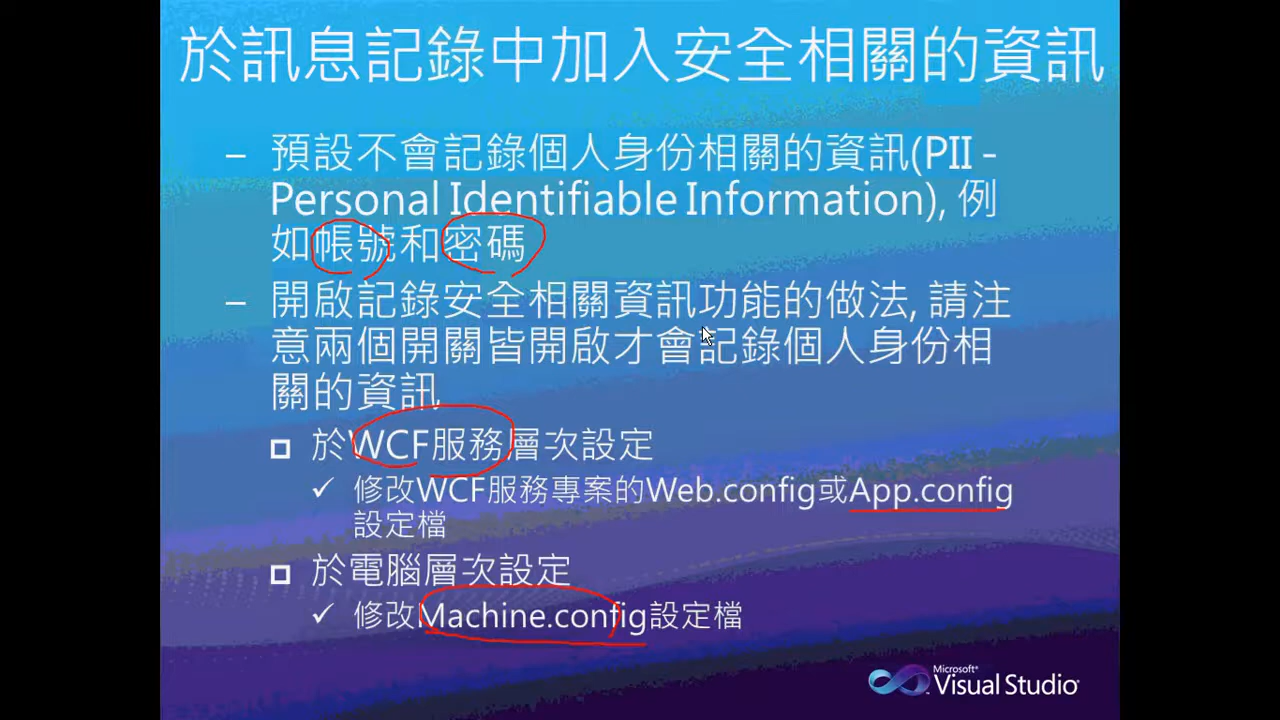 於訊息記錄中加入安全相關的資訊
– 預設不會記錄個人身份相關的資訊(PII -
Personal Identifiable Information), 例
如帳號和密碼
– 開啟記錄安全相關資訊功能的做法, 請注
意兩個開關皆開啟才會記錄個人身份相
關的資訊
於WCF服務層次設定
✓ 修改WCF服務專案的Web.config或App.config
設定檔
於電腦層次設定
✓ 修改Machine.config設定檔
Microsoft®
Visual Studio®